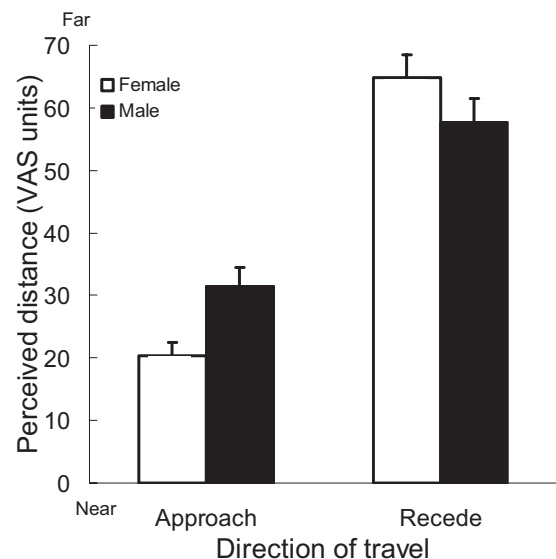 Far
70
Female
Male
60
50
40
30
20
10
0
Near
Perceived distance (VAS units)
Approach
Recede
Direction of travel